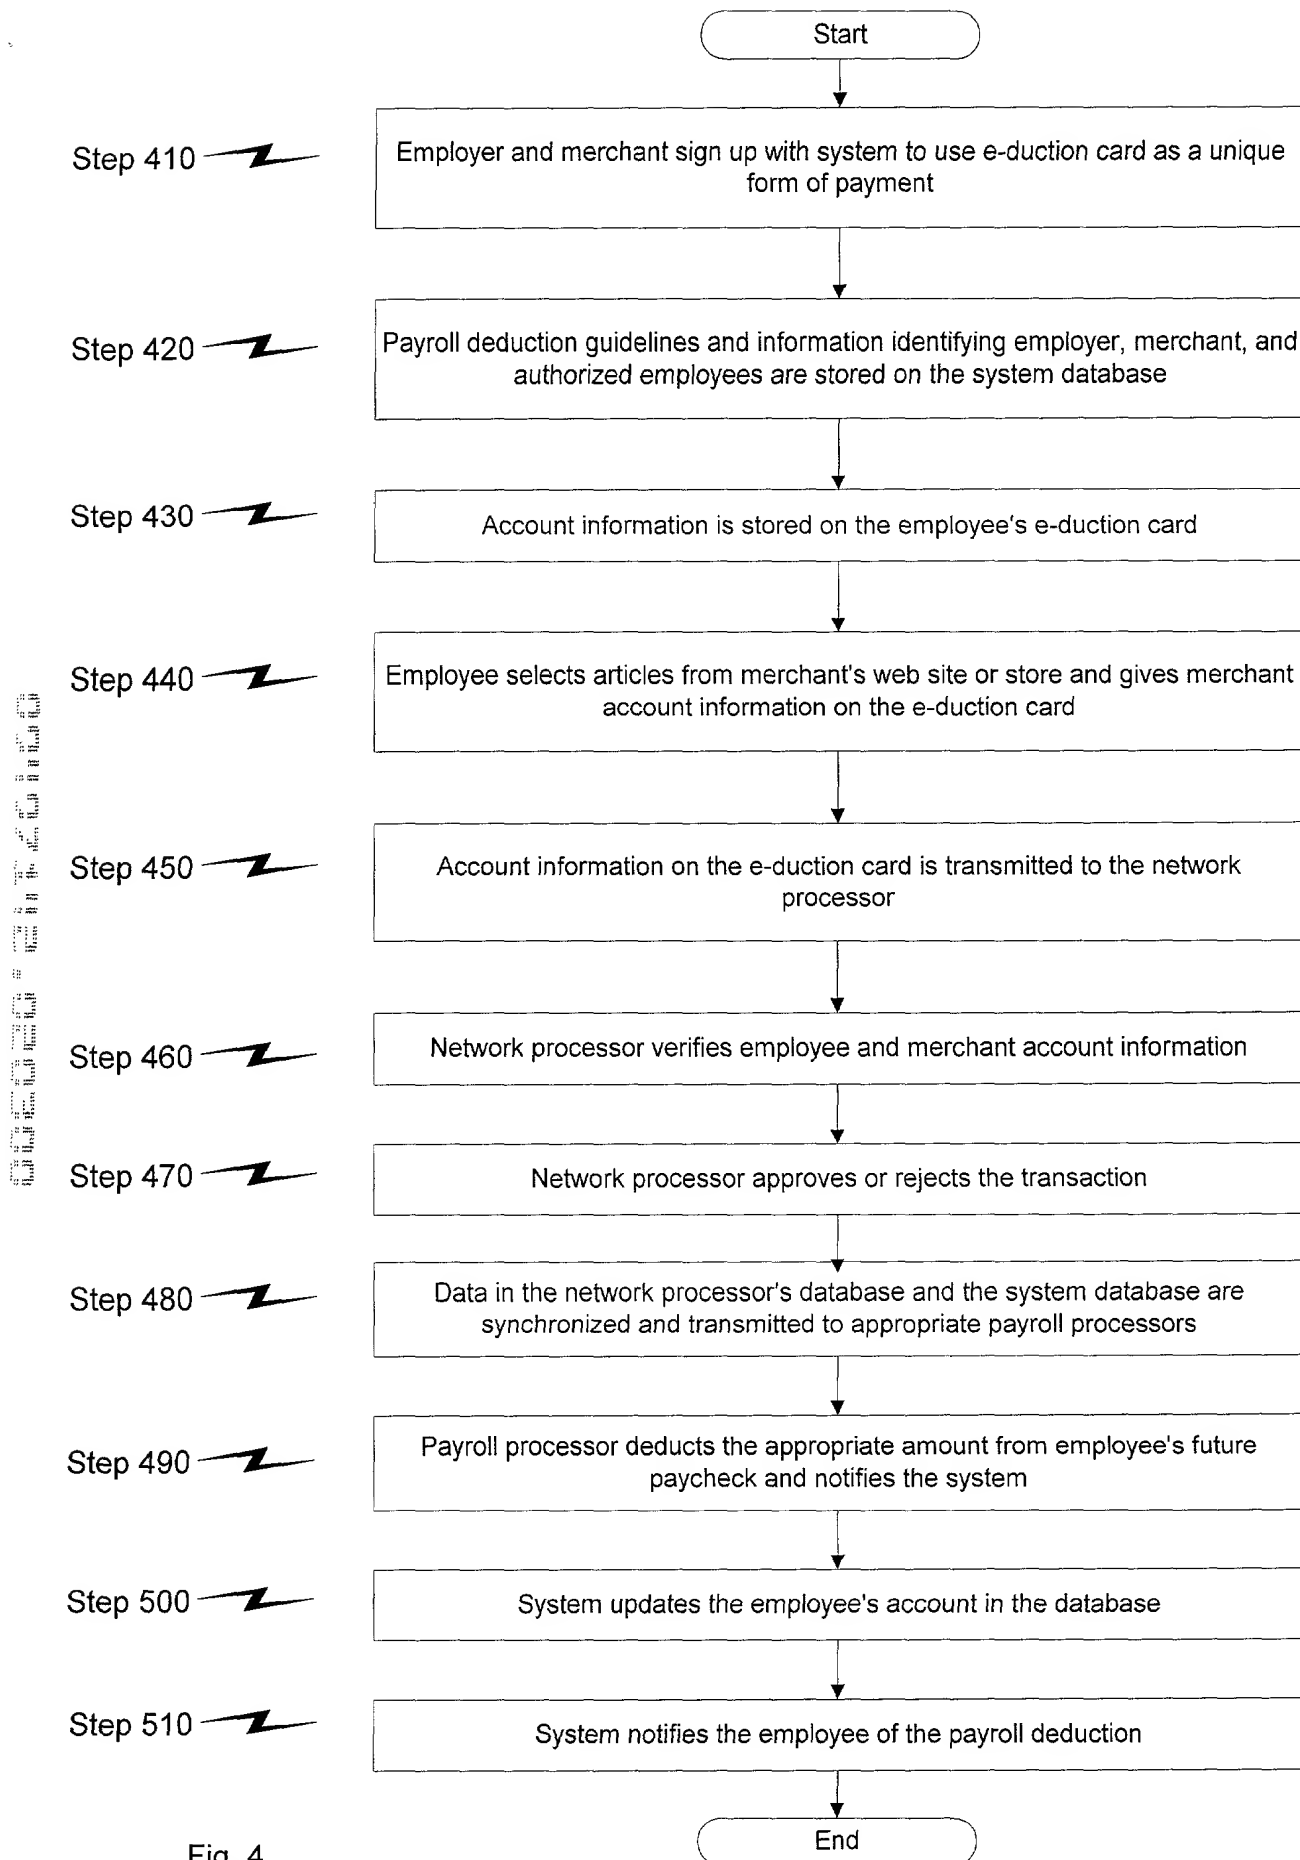 Start
Step 410
Employer and merchant sign up with system to use e-duction card as a unique
form of payment
Step 420
Payroll deduction guidelines and information identifying employer, merchant, and
authorized employees are stored on the system database
Step 430
Account information is stored on the employee's e-duction card
Step 440
Employee selects articles from merchant's web site or store and gives merchant
account information on the e-duction card
Step 450
Account information on the e-duction card is transmitted to the network
processor
Step 460
Network processor verifies employee and merchant account information
Step 470
Network processor approves or rejects the transaction
Step 480
Data in the network processor's database and the system database are
synchronized and transmitted to appropriate payroll processors
Step 490
Payroll processor deducts the appropriate amount from employee's future
paycheck and notifies the system
Step 500
System updates the employee's account in the database
Step 510
System notifies the employee of the payroll deduction
End
Fig. 4